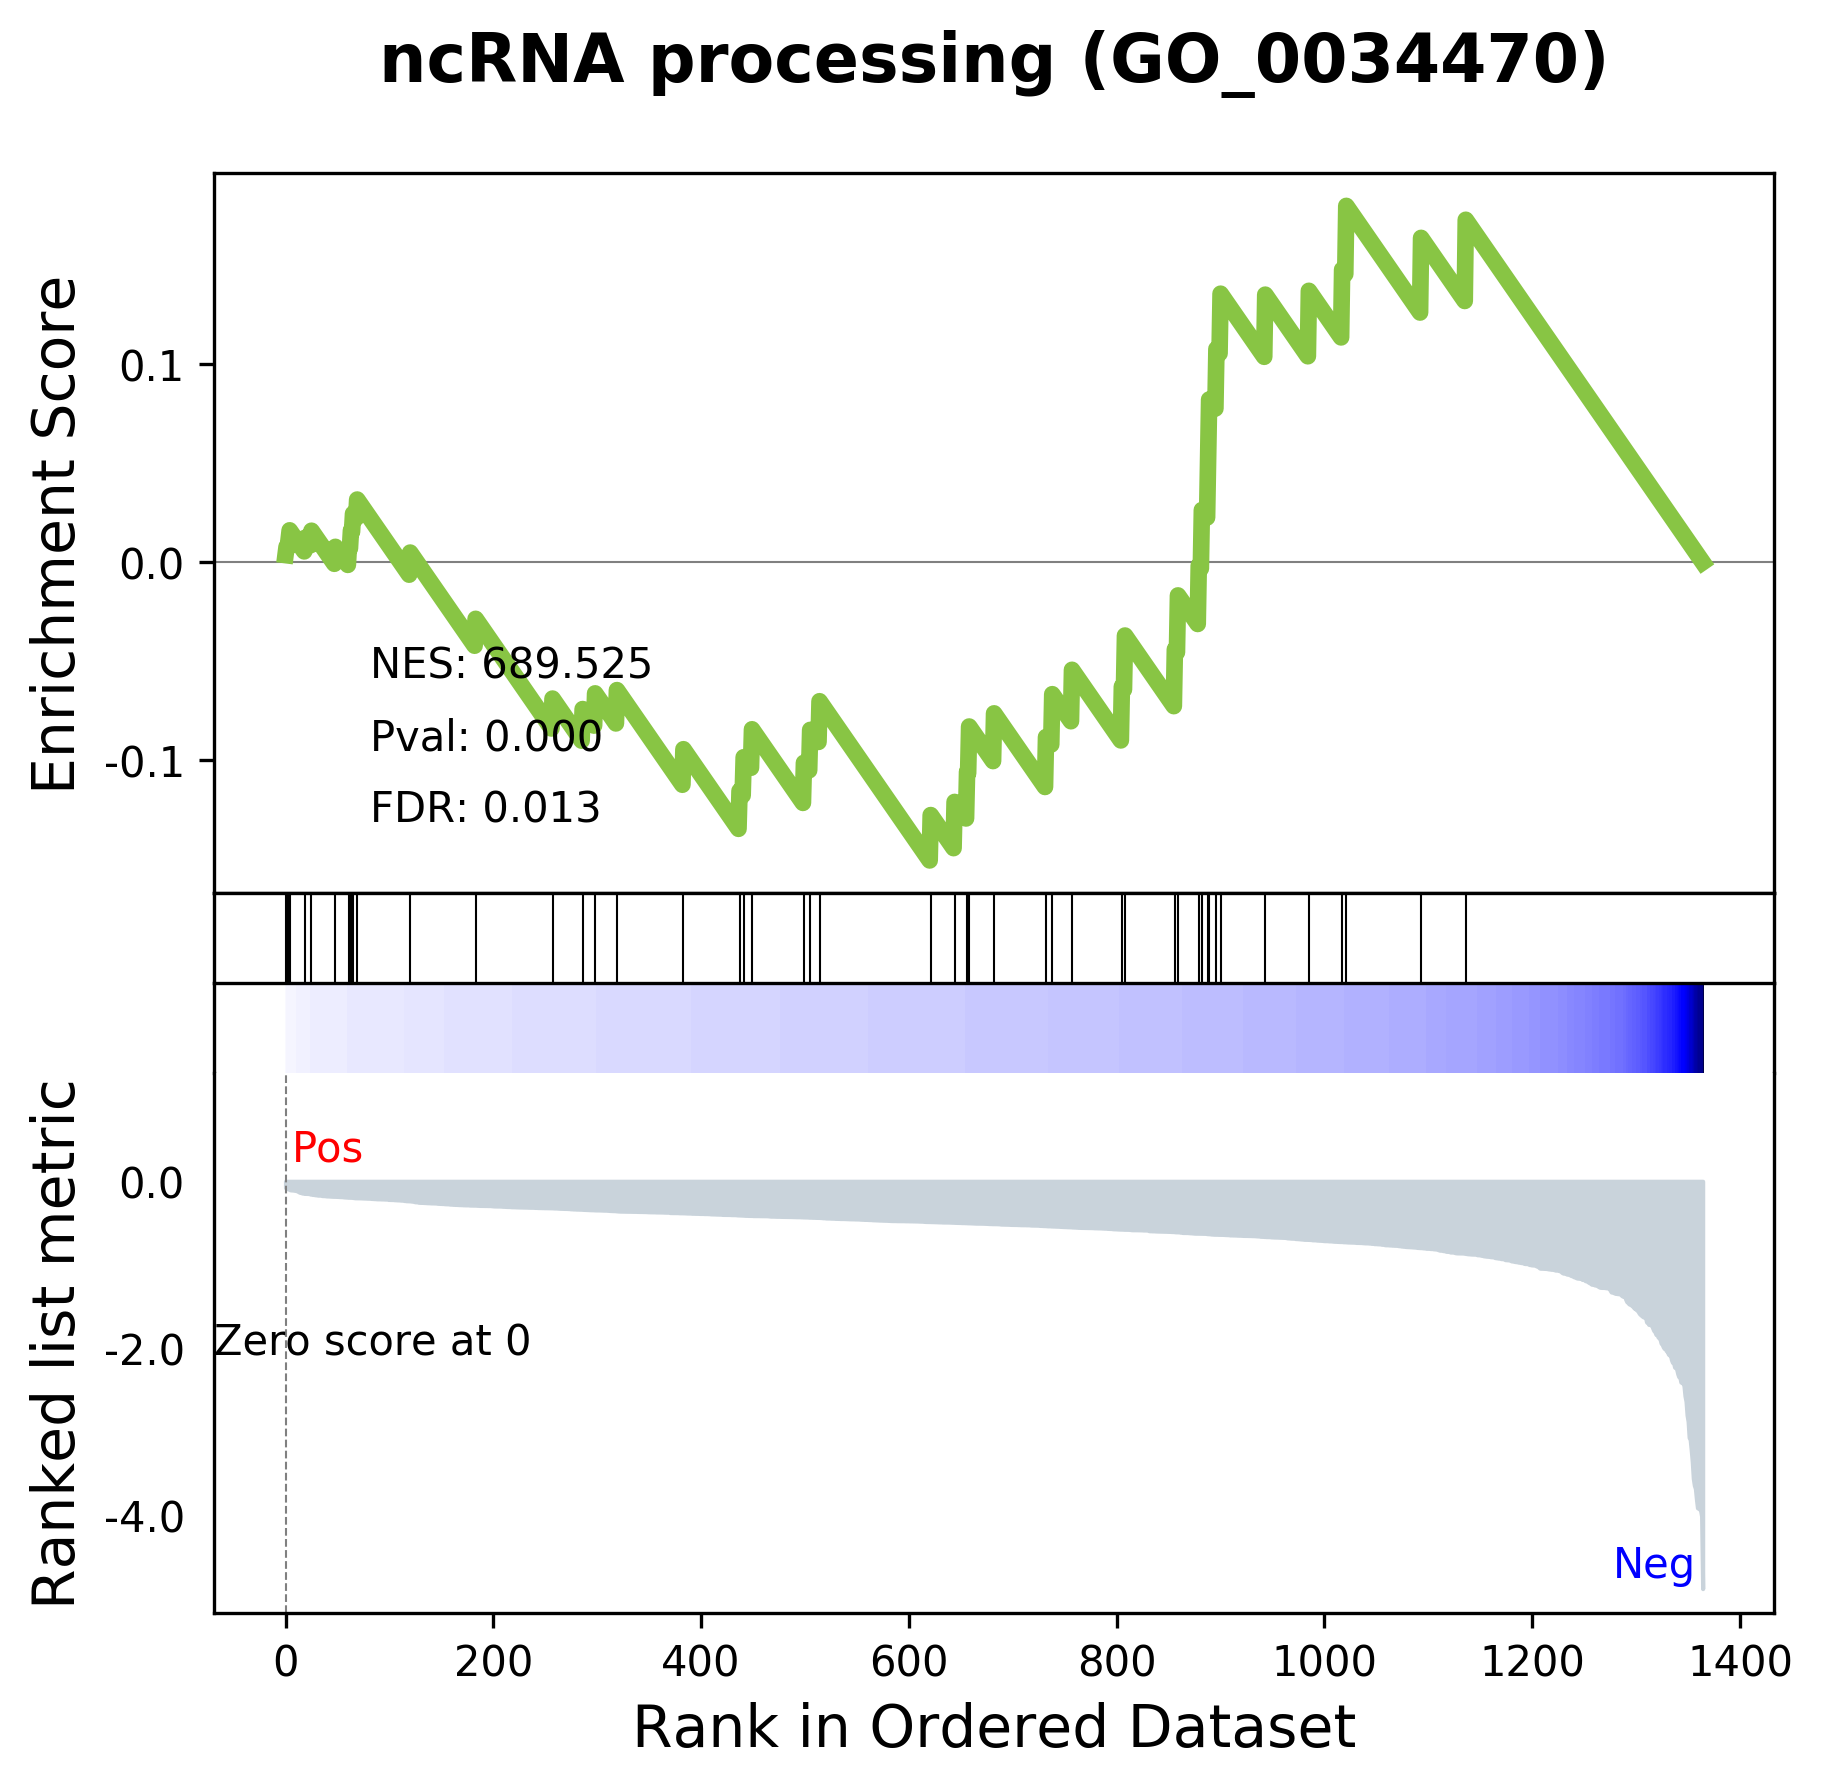 ncRNA processing (GO_0034470)
Enrichment Score
0.1
0.0
-0.1
NES: 689.525
Pval: 0.000
FDR: 0.013
Ranked list metric
Pos
0.0
-2.0
-4.0
Zero score at 0
Neg
0 200 400 600 800 1000 1200 1400
Rank in Ordered Dataset